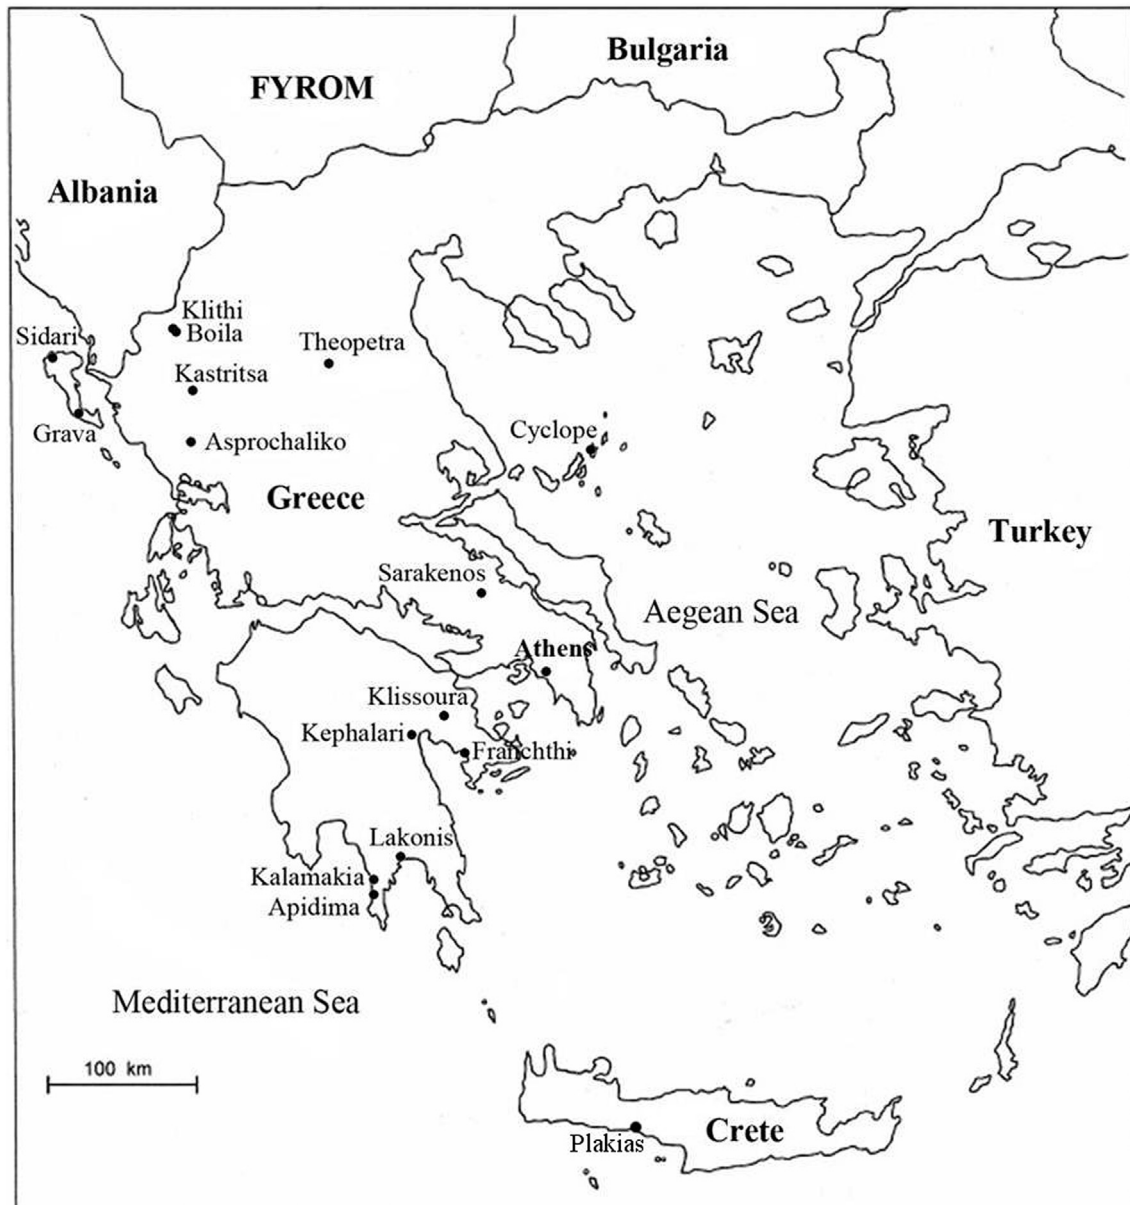 Bulgaria
FYROM
Albania
Klithi
Boila
Sidari
Theopetra
Kastritsa
Grava
Asprochaliko
Cyclope
Greece
Turkey
Sarakenos
Aegean Sea
Athens
Klissoura
Kephalari
Franchthi
Lakonis
Kalamakia
Apidima
Mediterranean Sea
100 km
Crete
Plakias